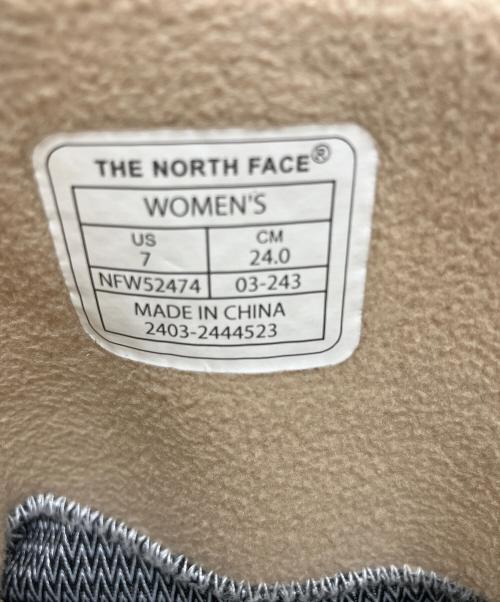 THE NORTH FACE®
WOMEN'S
US CM
7 24.0
NFW52474 03-243
MADE IN CHINA
2403-2444523